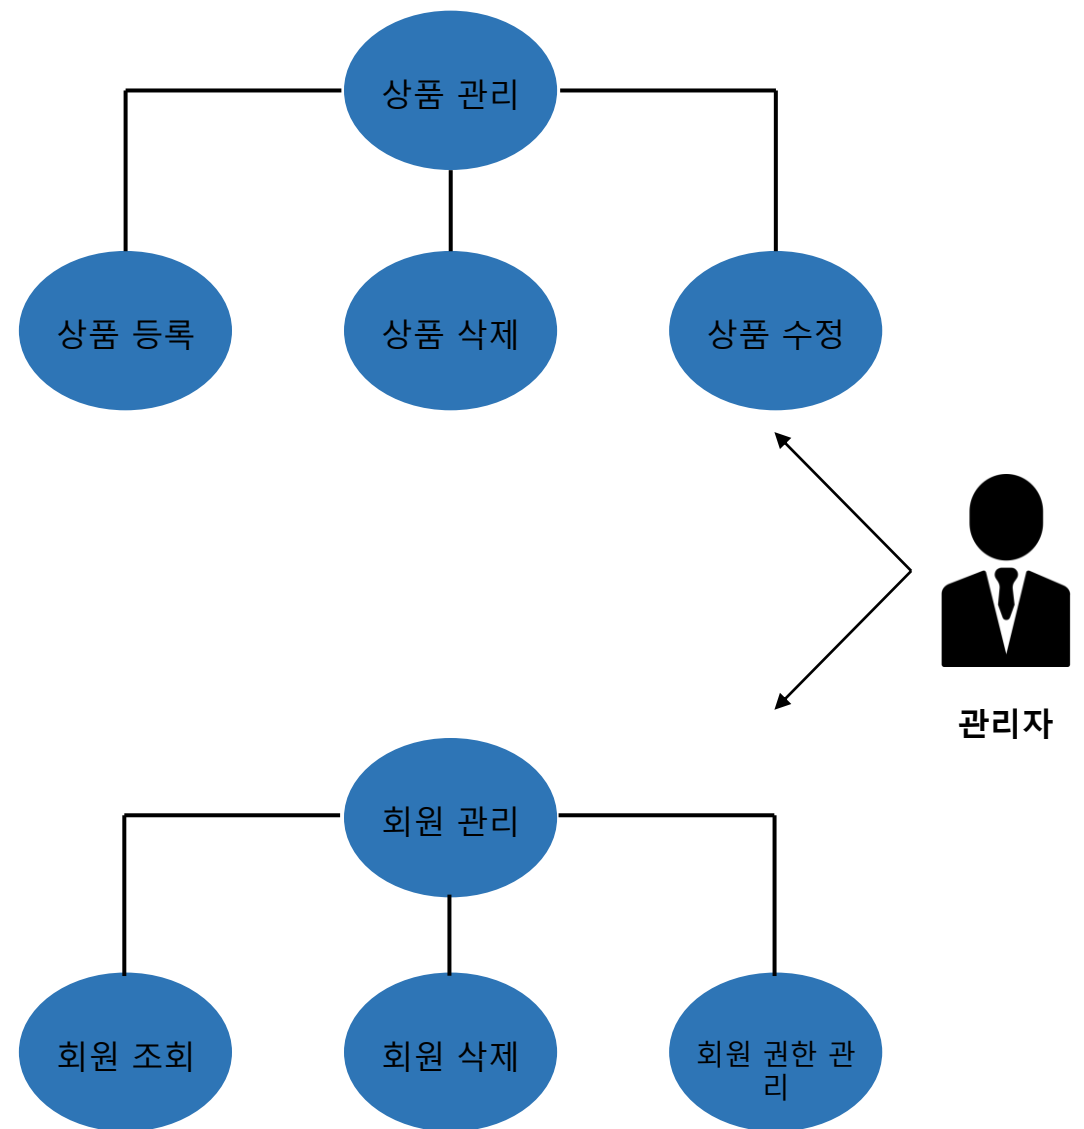 상품 관리
상품 등록
상품 삭제
상품 수정
관리자
회원 관리
회원 조회
회원 삭제
회원 권한 관
리